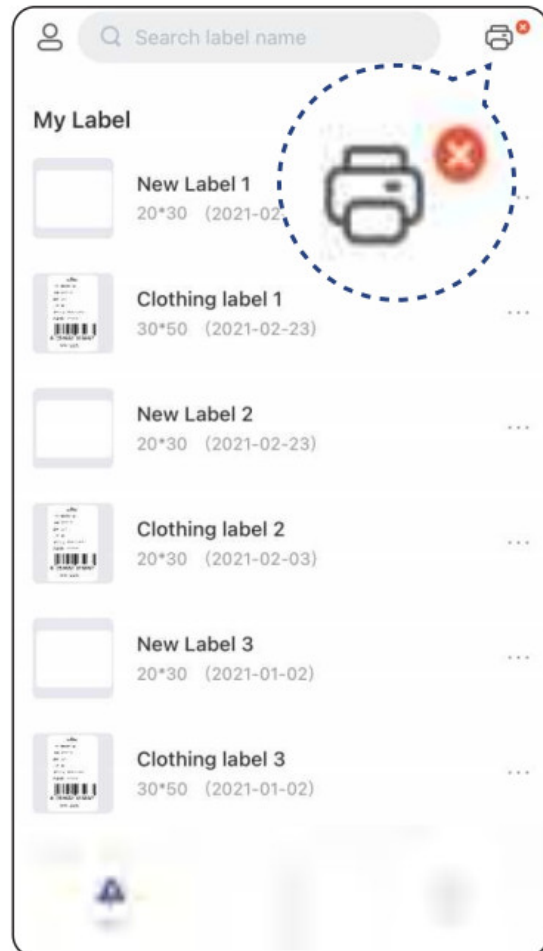 Search label name
My Label
New Label 1
20*30 (2021-02
Clothing label 1
30*50 (2021-02-23)
New Label 2
20*30 (2021-02-23)
Clothing label 2
20*30 (2021-02-03)
New Label 3
20*30 (2021-01-02)
Clothing label 3
30*50 (2021-01-02)